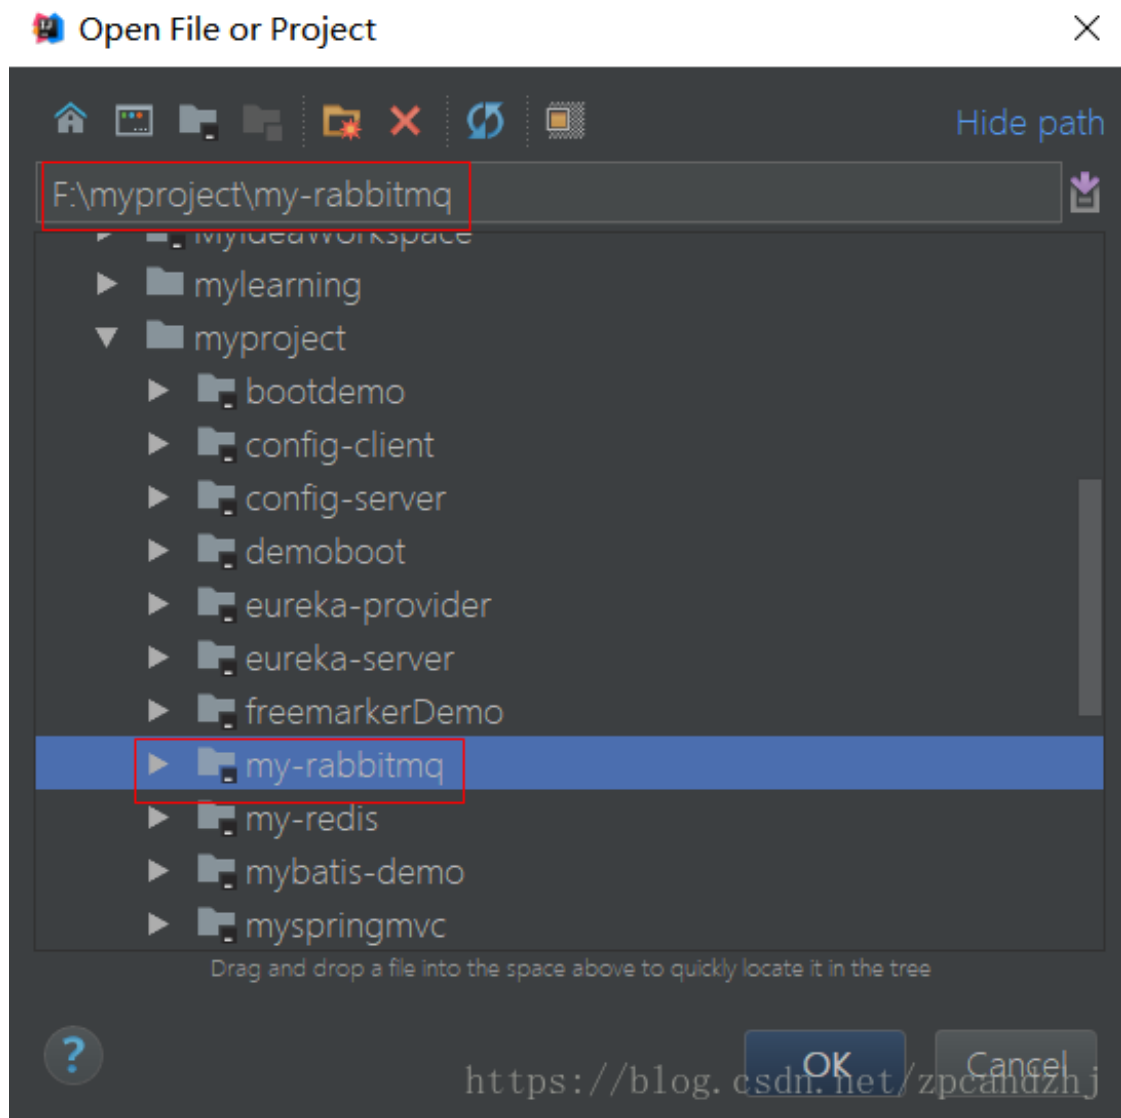 Open File or Project
Hide path
F:\myproject\my-rabbitmq
MyIdeaWorkspace
mylearning
myproject
bootdemo
config-client
config-server
demoboot
eureka-provider
eureka-server
freemarkerDemo
my-rabbitmq
my-redis
mybatis-demo
myspringmvc
Drag and drop a file into the space above to quickly locate it in the tree
?
OK
Cancel
https://blog.csdn.net/zpcandzhj